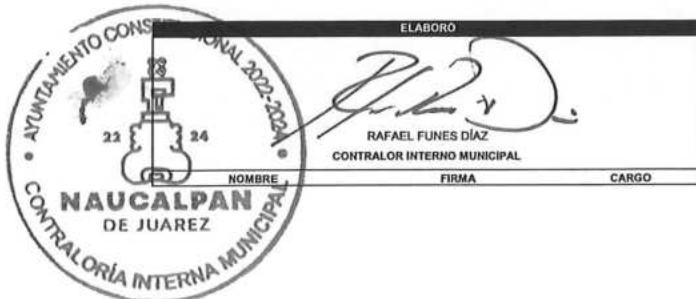 ELABORÓ
AYUNTAMIENTO CONSTITUCIONAL 2022-2024
22 24
NAUCALPAN
DE JUAREZ
CONTRALORÍA INTERNA MUNICIPAL
RAFAEL FUNES DÍAZ
CONTRALOR INTERNO MUNICIPAL
NOMBRE FIRMA CARGO